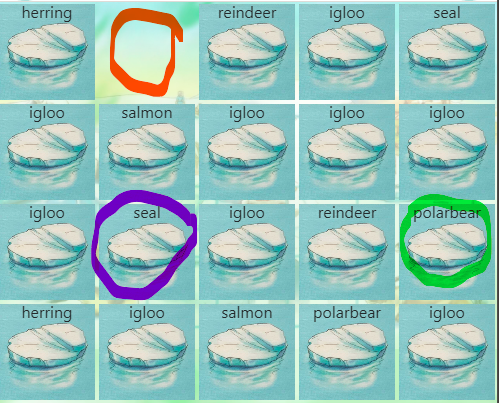 herring reindeer igloo seal
igloo salmon igloo igloo igloo
igloo seal igloo reindeer polarbear
herring igloo salmon polarbear igloo